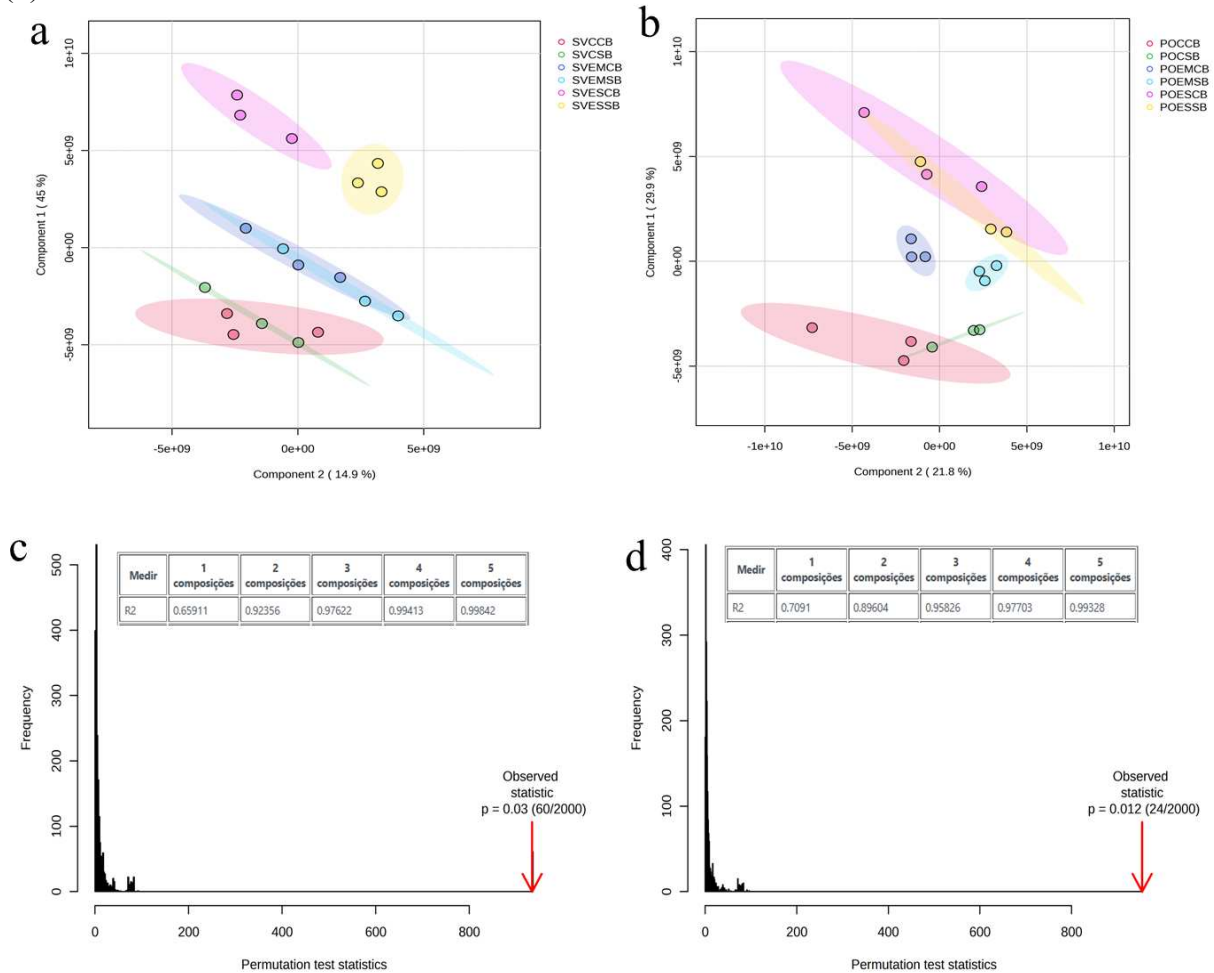 a
SVCCB
SVCSB
SVEMCB
SVEMSB
SVESCB
SVESSB
Component 1 ( 45 %)
1e+10
5e+09
0e+00
-5e+09
-5e+09 0e+00 5e+09
Component 2 ( 14.9 %)
b
POCCB
POCSB
POEMCB
POEMSB
POESCB
POESSB
Component 1 ( 29.9 %)
1e+10
5e+09
0e+00
-5e+09
-1e+10 -5e+09 0e+00 5e+09 1e+10
Component 2 ( 21.8 %)
c
Medir 1 composições 2 composições 3 composições 4 composições 5 composições
R2 0.65911 0.92356 0.97622 0.99413 0.99842
Frequency
500
400
300
200
100
0
Observed
statistic
p = 0.03 (60/2000)
0 200 400 600 800
Permutation test statistics
d
Medir 1 composições 2 composições 3 composições 4 composições 5 composições
R2 0.7091 0.89604 0.95826 0.97703 0.99328
Frequency
400
300
200
100
0
Observed
statistic
p = 0.012 (24/2000)
0 200 400 600 800
Permutation test statistics